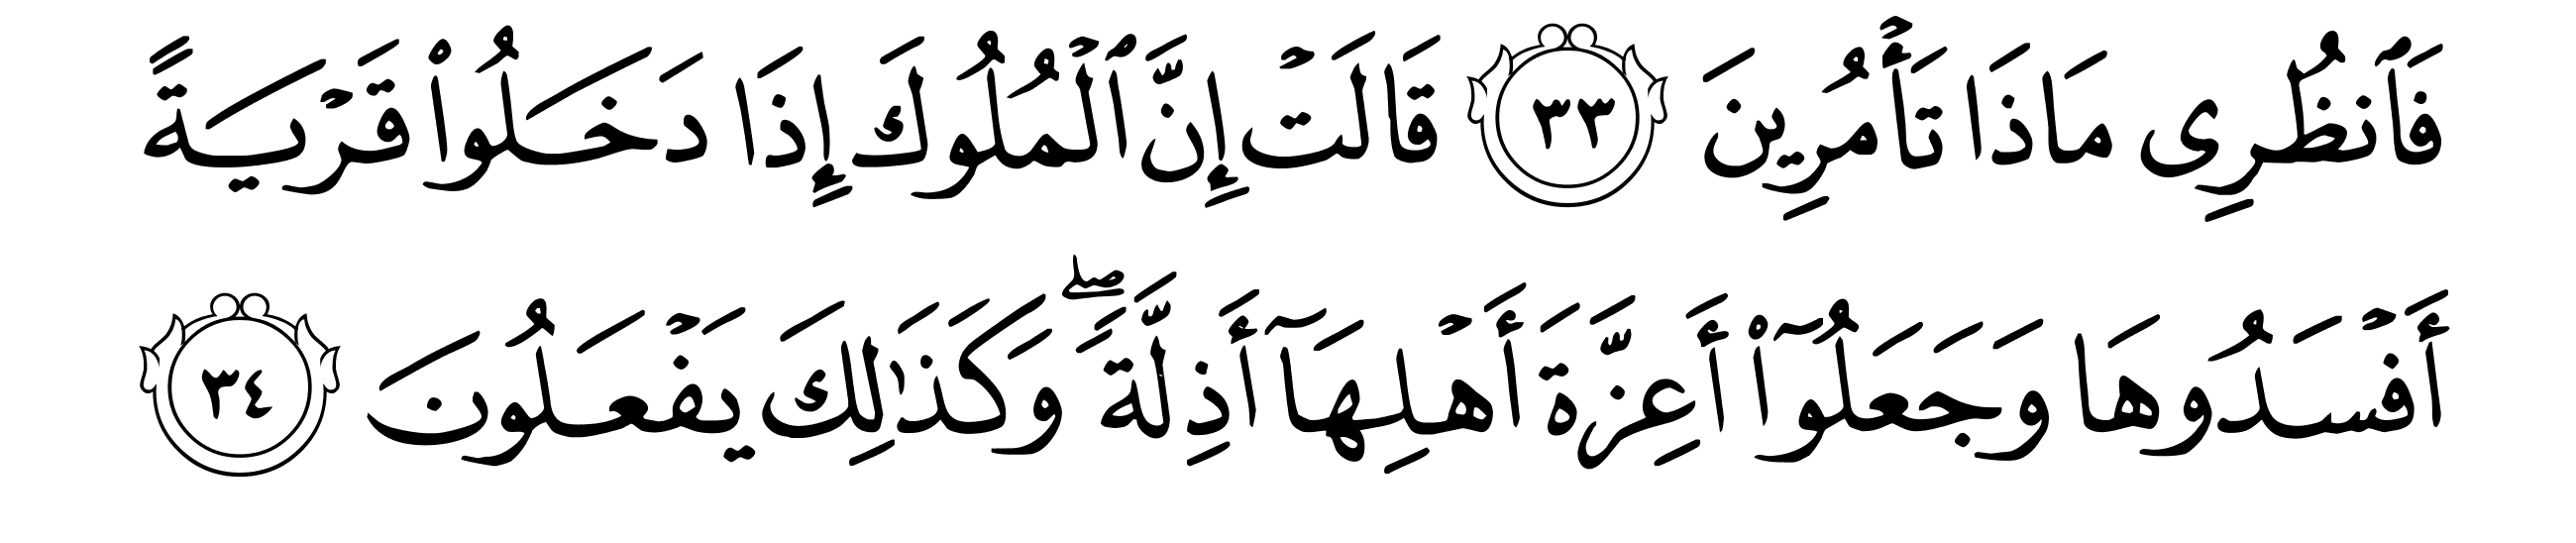 فَٱنظُرِى مَاذَا تَأْمُرِينَ ٣٣ قَالَتْ إِنَّ ٱلْمُلُوكَ إِذَا دَخَلُوا۟ قَرْيَةً
أَفْسَدُوهَا وَجَعَلُوٓا۟ أَعِزَّةَ أَهْلِهَآ أَذِلَّةً ۖ وَكَذَٰلِكَ يَفْعَلُونَ ٣٤